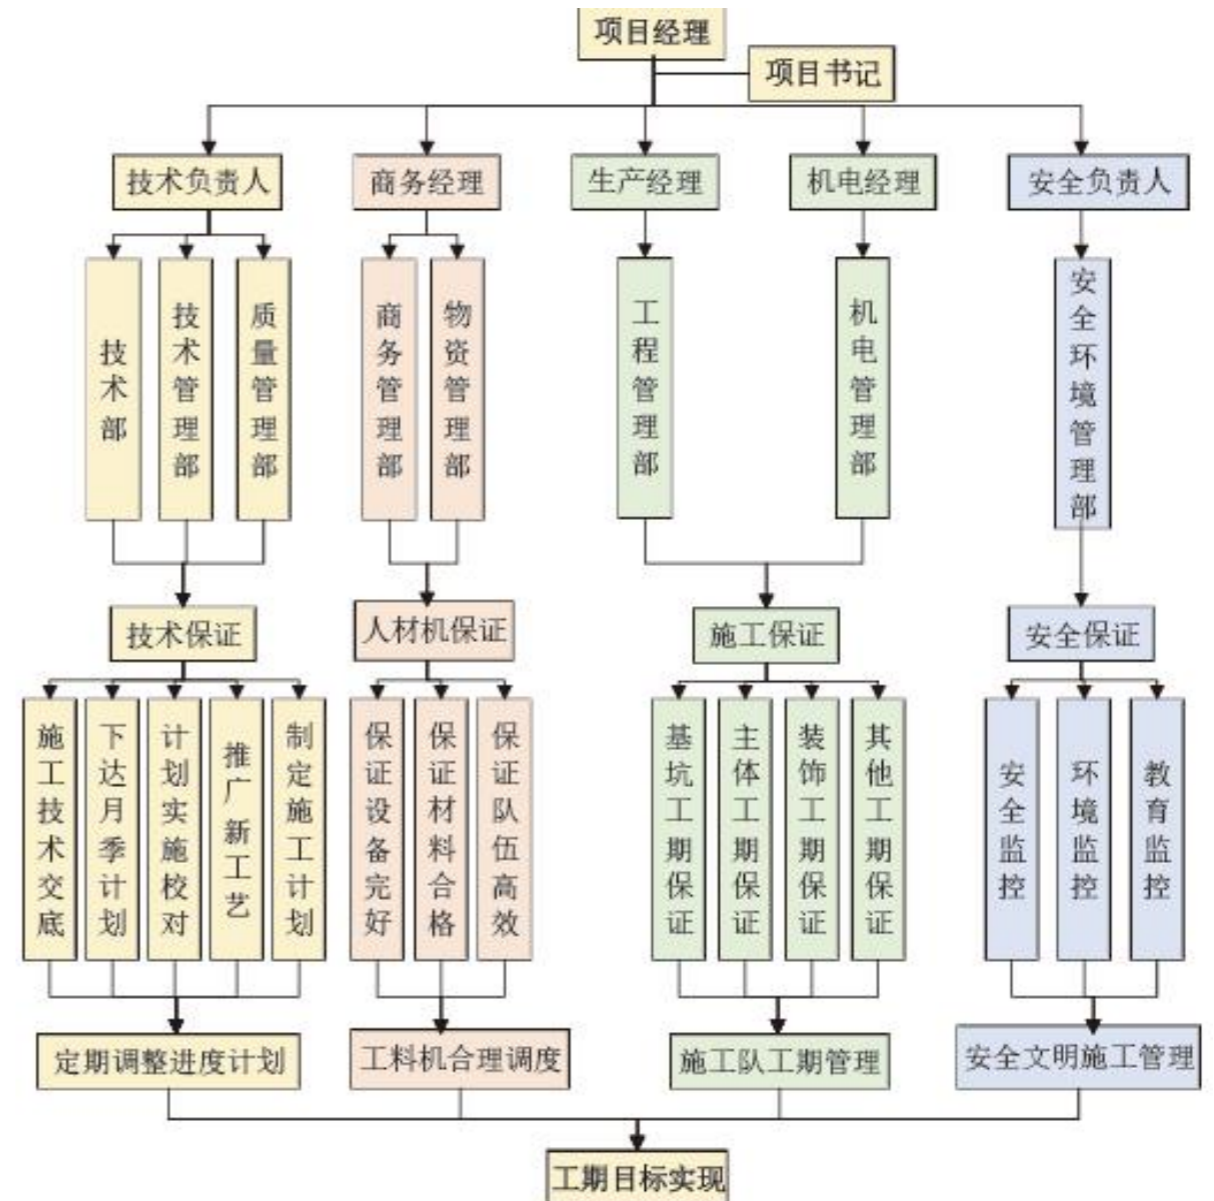 项目经理
项目书记
技术负责人
商务经理
生产经理
机电经理
安全负责人
技术部
技术管理部
质量管理部
商务管理部
物资管理部
工程管理部
机电管理部
安全环境管理部
技术保证
人材机保证
施工保证
安全保证
施工技术交底
下达月季计划
计划实施校对
推广新工艺
制定施工计划
保证设备完好
保证材料合格
保证队伍高效
基坑工期保证
主体工期保证
装饰工期保证
其他工期保证
安全监控
环境监控
教育监控
定期调整进度计划
工料机合理调度
施工队工期管理
安全文明施工管理
工期目标实现